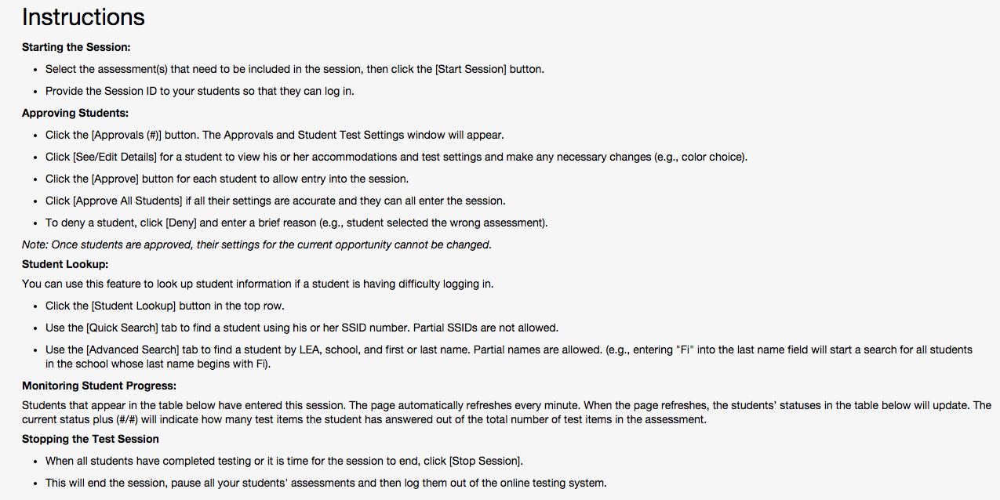 Instructions
Starting the Session:
• Select the assessment(s) that need to be included in the session, then click the [Start Session] button.
• Provide the Session ID to your students so that they can log in.
Approving Students:
• Click the [Approvals (#)] button. The Approvals and Student Test Settings window will appear.
• Click [See/Edit Details] for a student to view his or her accommodations and test settings and make any necessary changes (e.g., color choice).
• Click the [Approve] button for each student to allow entry into the session.
• Click [Approve All Students] if all their settings are accurate and they can all enter the session.
• To deny a student, click [Deny] and enter a brief reason (e.g., student selected the wrong assessment).
Note: Once students are approved, their settings for the current opportunity cannot be changed.
Student Lookup:
You can use this feature to look up student information if a student is having difficulty logging in.
• Click the [Student Lookup] button in the top row.
• Use the [Quick Search] tab to find a student using his or her SSID number. Partial SSIDs are not allowed.
• Use the [Advanced Search] tab to find a student by LEA, school, and first or last name. Partial names are allowed. (e.g., entering "Fi" into the last name field will start a search for all students
in the school whose last name begins with Fi).
Monitoring Student Progress:
Students that appear in the table below have entered this session. The page automatically refreshes every minute. When the page refreshes, the students' statuses in the table below will update. The
current status plus (#/#) will indicate how many test items the student has answered out of the total number of test items in the assessment.
Stopping the Test Session
• When all students have completed testing or it is time for the session to end, click [Stop Session].
• This will end the session, pause all your students' assessments and then log them out of the online testing system.